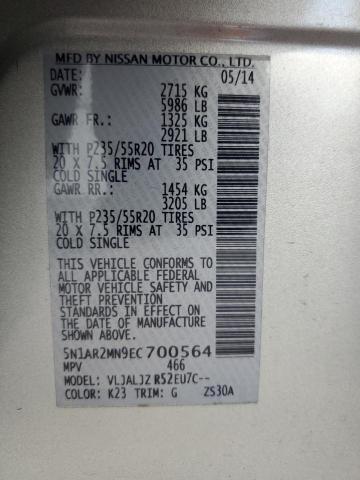 MFD BY NISSAN MOTOR CO., LTD.
DATE: 05/14
GVWR: 2715 KG
5986 LB
GAWR FR.: 1325 KG
2921 LB
WITH P235/55R20 TIRES
20 X 7.5 RIMS AT 35 PSI
COLD SINGLE
GAWR RR.: 1454 KG
3205 LB
WITH P235/55R20 TIRES
20 X 7.5 RIMS AT 35 PSI
COLD SINGLE
THIS VEHICLE CONFORMS TO
ALL APPLICABLE FEDERAL
MOTOR VEHICLE SAFETY AND
THEFT PREVENTION
STANDARDS IN EFFECT ON
THE DATE OF MANUFACTURE
SHOWN ABOVE.
5N1AR2MN9EC700564
MPV 466
MODEL: VLJALJZ R52EU7C--
COLOR: K23 TRIM: G ZS30A